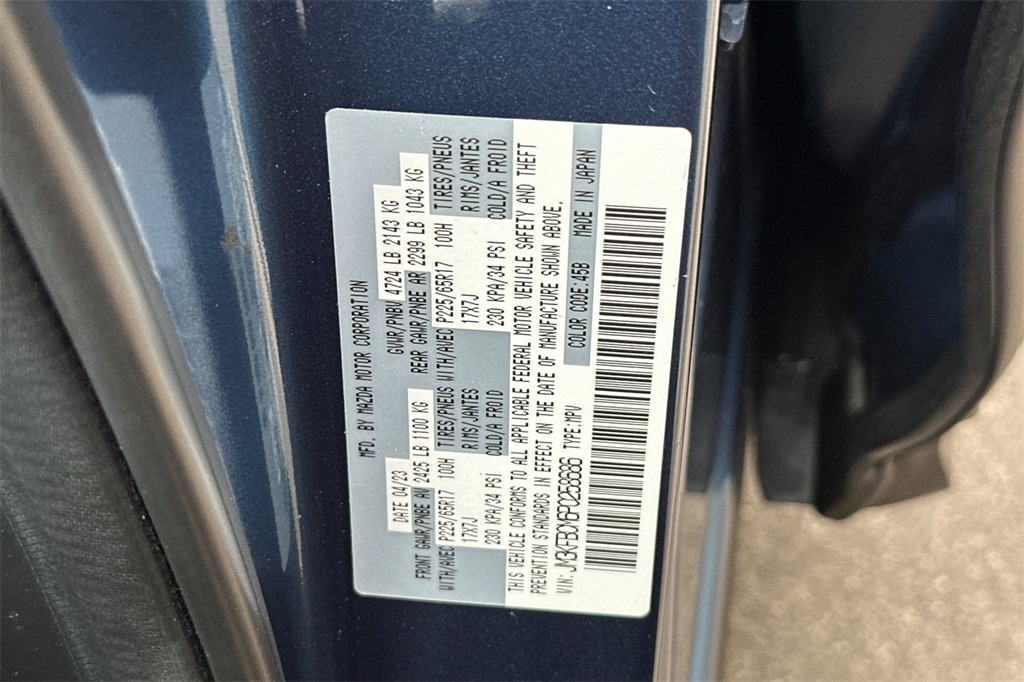 MFD. BY MAZDA MOTOR CORPORATION
DATE 04/23 GVWR/PNBV 4724 LB 2143 KG
FRONT GAWR/PNBE AV 2425 LB 1100 KG REAR GAWR/PNBE AR 2299 LB 1043 KG
WITH/AVEC P225/65R17 100H TIRES/PNEUS WITH/AVEC P225/65R17 100H TIRES/PNEUS
17X7J RIMS/JANTES 17X7J RIMS/JANTES
230 KPA/34 PSI COLD/A FROID 230 KPA/34 PSI COLD/A FROID
THIS VEHICLE CONFORMS TO ALL APPLICABLE FEDERAL MOTOR VEHICLE SAFETY AND THEFT
PREVENTION STANDARDS IN EFFECT ON THE DATE OF MANUFACTURE SHOWN ABOVE.
VIN: TYPE:MPV COLOR CODE:45B MADE IN JAPAN